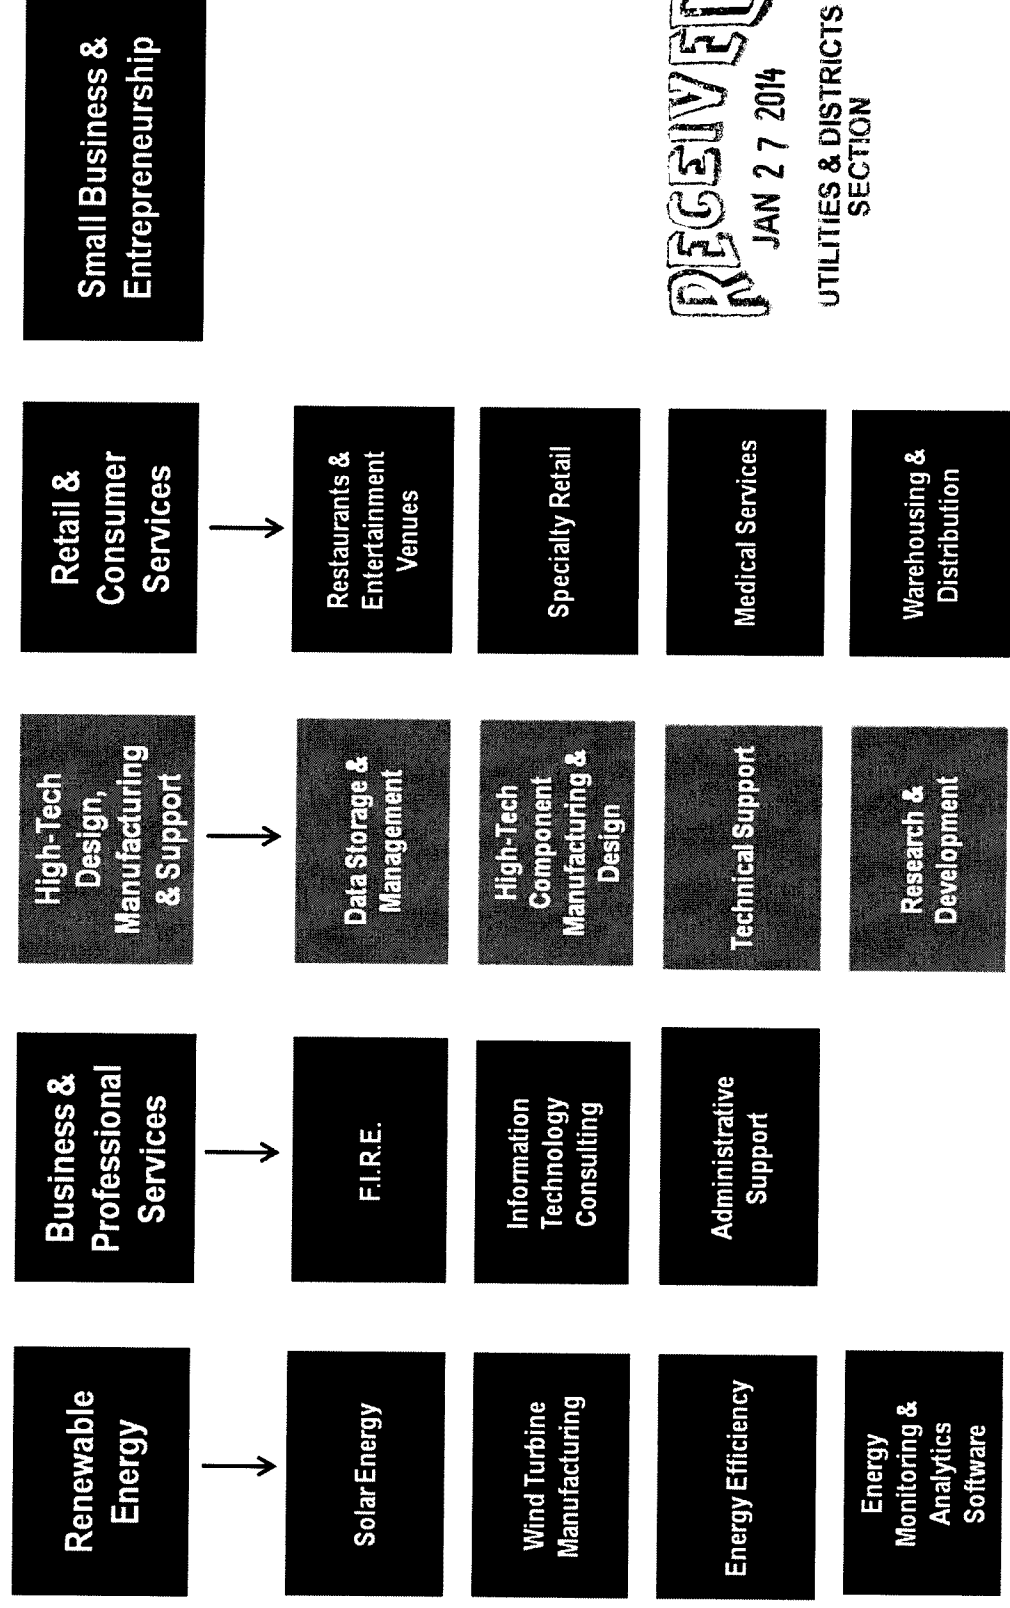 Renewable
Energy
Solar Energy
Wind Turbine
Manufacturing
Energy Efficiency
Energy
Monitoring &
Analytics
Software
Business &
Professional
Services
F.I.R.E.
Information
Technology
Consulting
Administrative
Support
High-Tech
Design,
Manufacturing
& Support
Data Storage &
Management
High-Tech
Component
Manufacturing &
Design
Technical Support
Research &
Development
Retail &
Consumer
Services
Restaurants &
Entertainment
Venues
Specialty Retail
Medical Services
Warehousing &
Distribution
Small Business &
Entrepreneurship
RECEIVED
JAN 27 2014
UTILITIES & DISTRICTS
SECTION